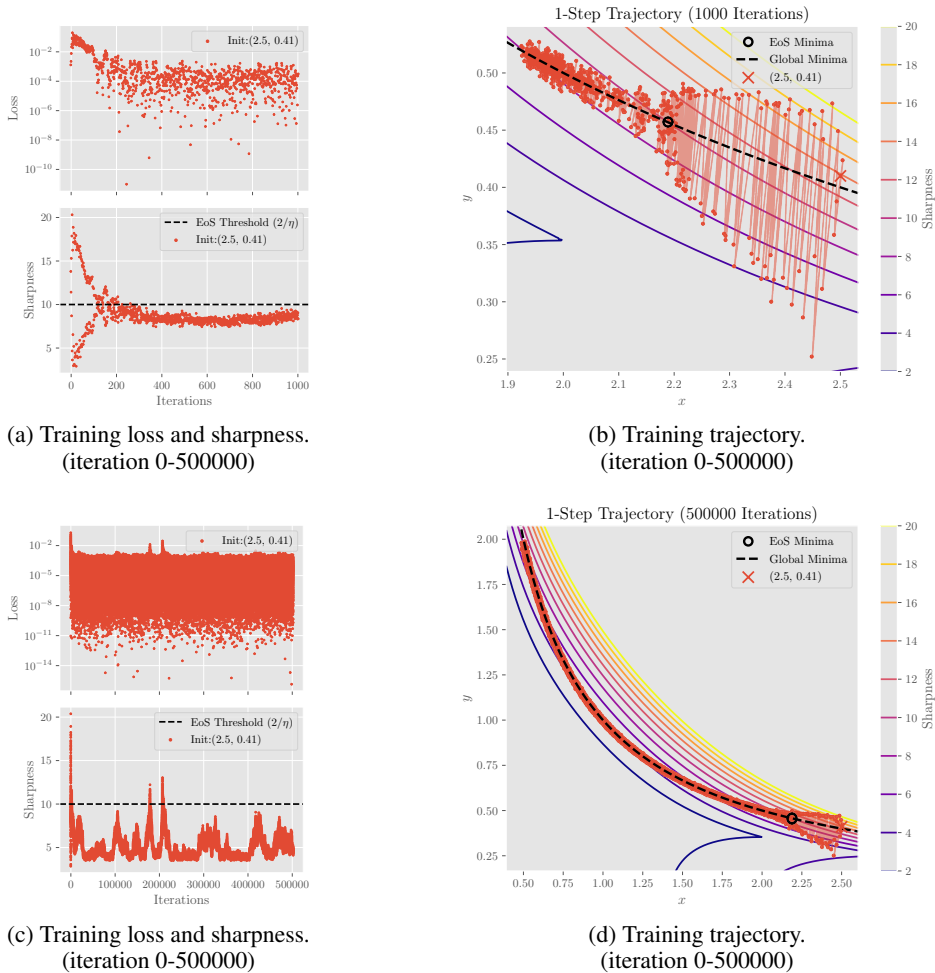 Init:(2.5, 0.41)
10⁻²
10⁻⁴
10⁻⁶
10⁻⁸
10⁻¹⁰
Loss
EoS Threshold (2/η)
Init:(2.5, 0.41)
20
15
10
5
Sharpness
0 200 400 600 800 1000
Iterations
(a) Training loss and sharpness.
(iteration 0-500000)
1-Step Trajectory (1000 Iterations)
EoS Minima
Global Minima
(2.5, 0.41)
0.50
0.45
0.40
0.35
0.30
0.25
y
1.9 2.0 2.1 2.2 2.3 2.4 2.5
x
20
18
16
14
12
10
8
6
4
2
Sharpness
(b) Training trajectory.
(iteration 0-500000)
Init:(2.5, 0.41)
10⁻²
10⁻⁵
10⁻⁸
10⁻¹¹
10⁻¹⁴
Loss
0 100000 200000 300000 400000 500000
EoS Threshold (2/η)
Init:(2.5, 0.41)
20
15
10
5
Sharpness
0 100000 200000 300000 400000 500000
Iterations
(c) Training loss and sharpness.
(iteration 0-500000)
1-Step Trajectory (500000 Iterations)
EoS Minima
Global Minima
(2.5, 0.41)
2.00
1.75
1.50
1.25
1.00
0.75
0.50
0.25
y
0.50 0.75 1.00 1.25 1.50 1.75 2.00 2.25 2.50
x
20
18
16
14
12
10
8
6
4
2
Sharpness
(d) Training trajectory.
(iteration 0-500000)